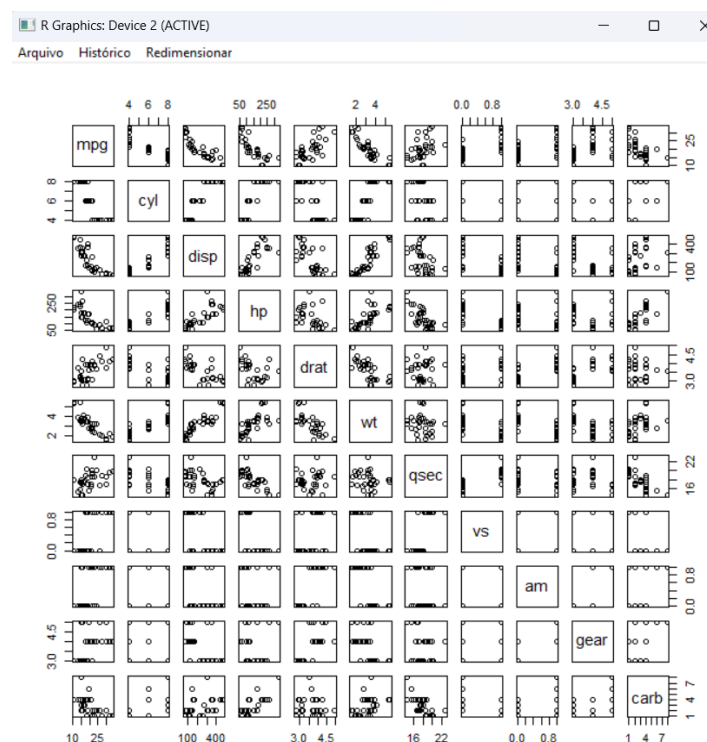 R Graphics: Device 2 (ACTIVE)
Arquivo Histórico Redimensionar
4 6 8 50 250 2 4 0.0 0.8 3.0 4.5
mpg 10 25
4 6 8 cyl
disp 100 400
50 250 hp
drat 3.0 4.5
2 4 wt
qsec 16 22
0.0 0.8 vs
am 0.0 0.8
3.0 4.5 gear
carb 1 4 7
10 25 100 400 3.0 4.5 16 22 0.0 0.8 1 4 7